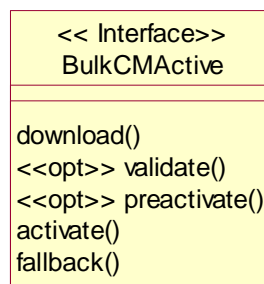 << Interface>>
BulkCMActive
download()
<<opt>> validate()
<<opt>> preactivate()
activate()
fallback()